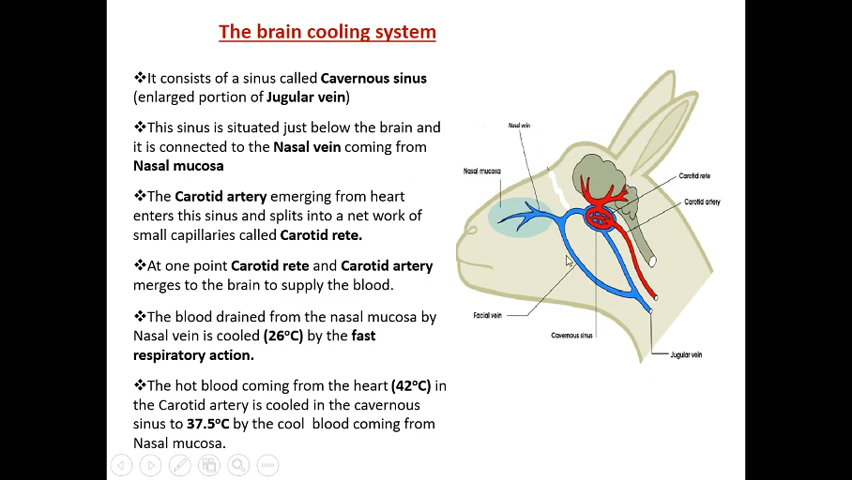 The brain cooling system
❖It consists of a sinus called Cavernous sinus
(enlarged portion of Jugular vein)
❖This sinus is situated just below the brain and
it is connected to the Nasal vein coming from
Nasal mucosa
❖The Carotid artery emerging from heart
enters this sinus and splits into a net work of
small capillaries called Carotid rete.
❖At one point Carotid rete and Carotid artery
merges to the brain to supply the blood.
❖The blood drained from the nasal mucosa by
Nasal vein is cooled (26°C) by the fast
respiratory action.
❖The hot blood coming from the heart (42°C) in
the Carotid artery is cooled in the cavernous
sinus to 37.5°C by the cool  blood coming from
Nasal mucosa.
Nasal vein
Nasal mucosa
Carotid rete
Carotid artery
Facial vein
Cavernous sinus
Jugular vein